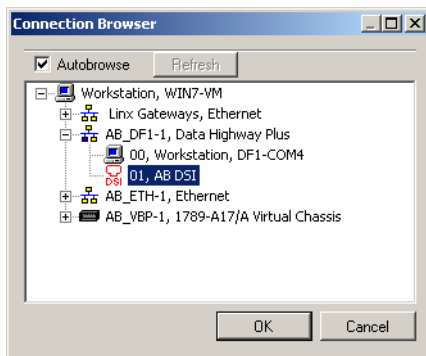 Connection Browser
Autobrowse Refresh
Workstation, WIN7-VM
Linx Gateways, Ethernet
AB_DF1-1, Data Highway Plus
00, Workstation, DF1-COM4
DSI 01, AB DSI
AB_ETH-1, Ethernet
AB_VBP-1, 1789-A17/A Virtual Chassis
OK Cancel